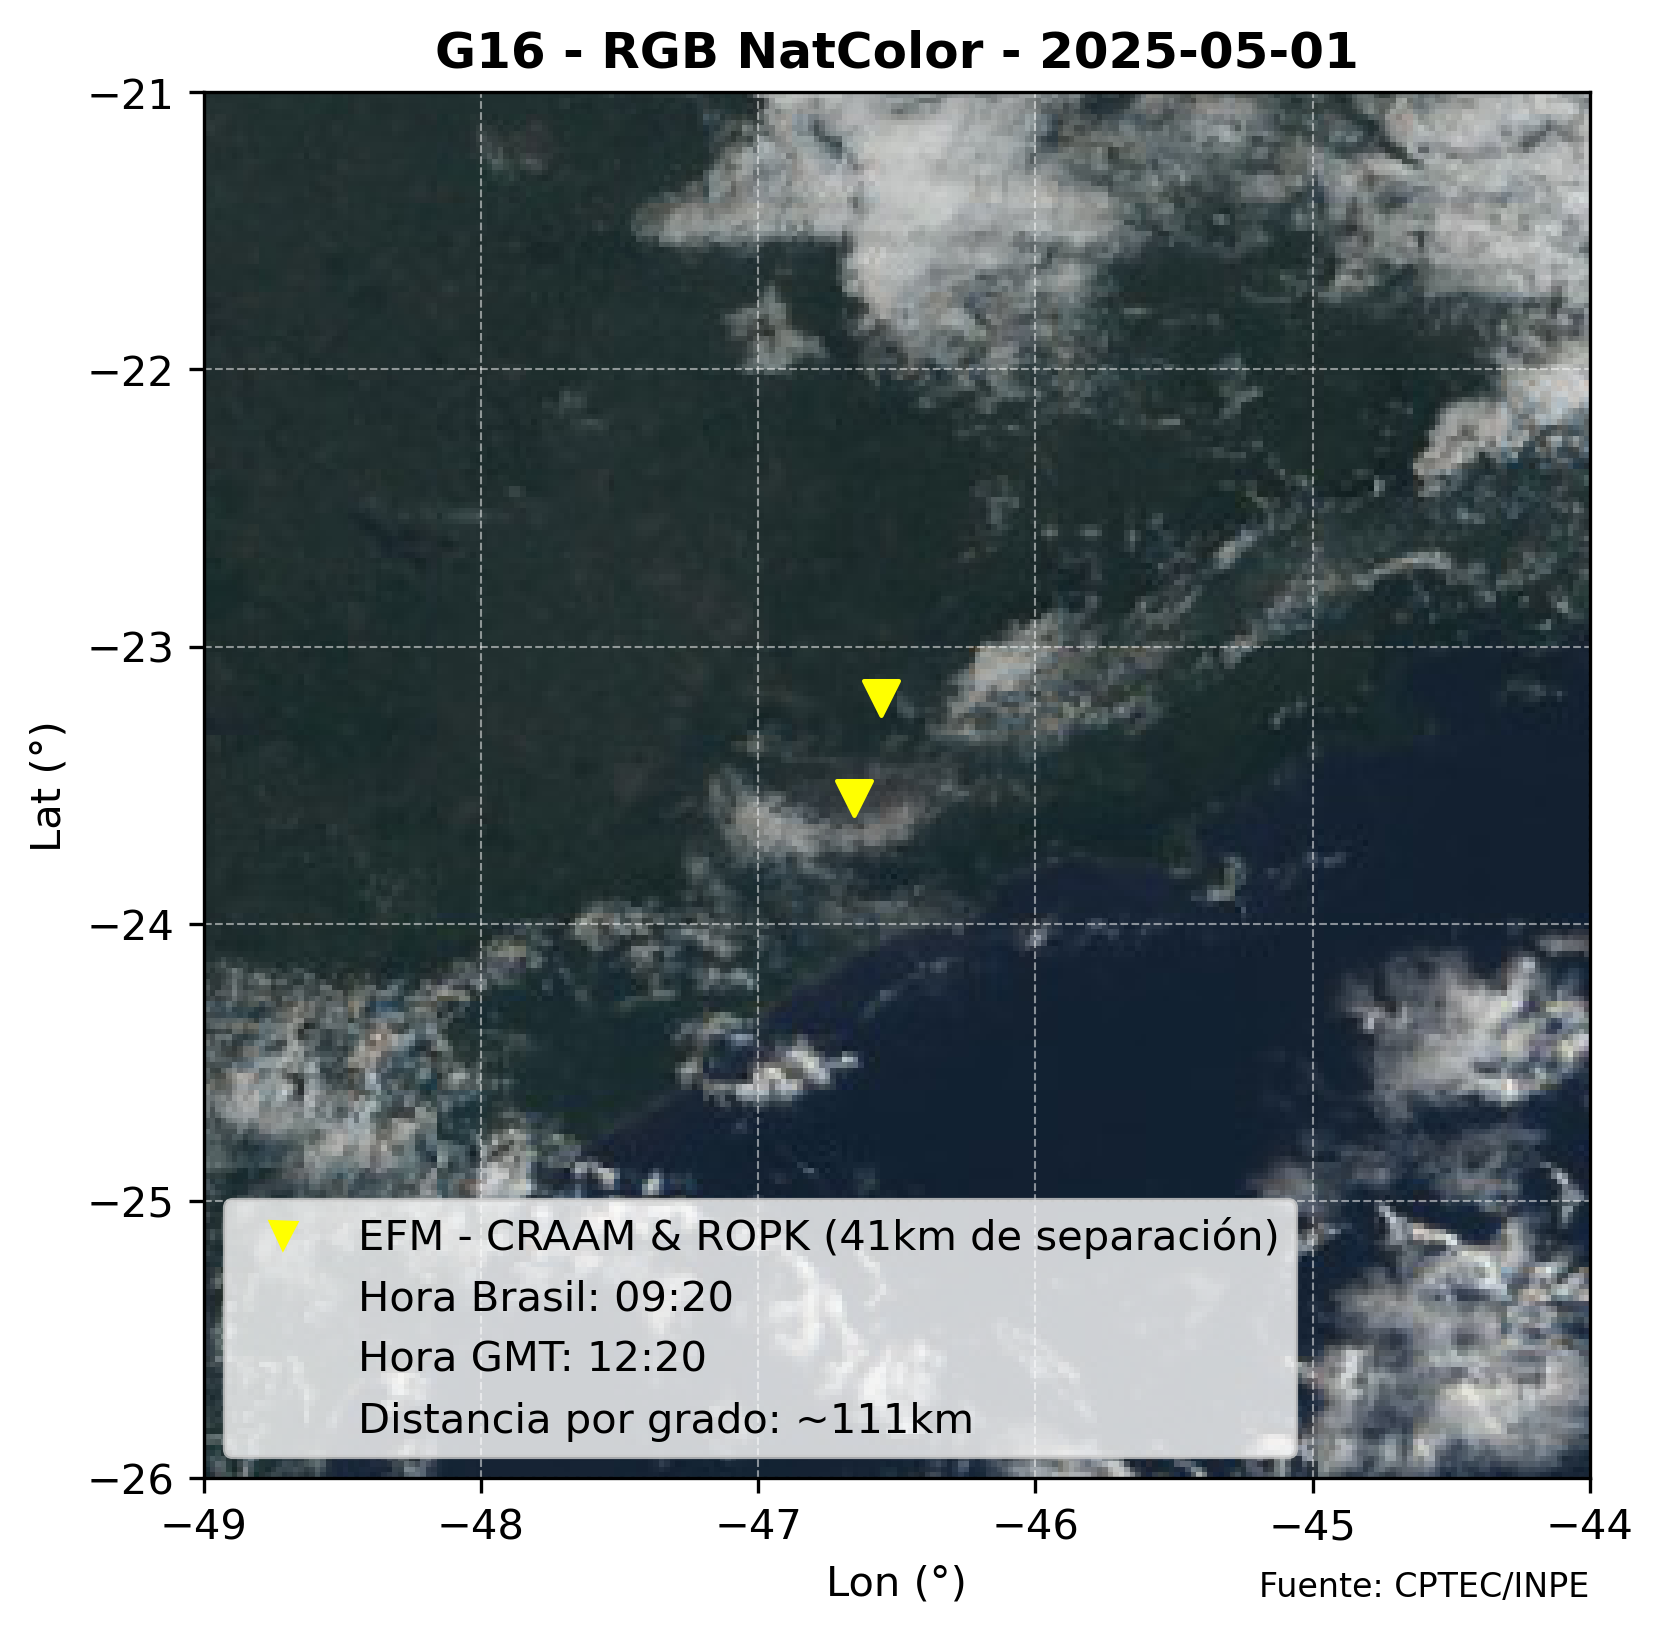 G16 - RGB NatColor - 2025-05-01
−21
−22
−23
−24
−25
−26
Lat (°)
EFM - CRAAM & ROPK (41km de separación)
Hora Brasil: 09:20
Hora GMT: 12:20
Distancia por grado: ~111km
−49 −48 −47 −46 −45 −44
Lon (°)
Fuente: CPTEC/INPE